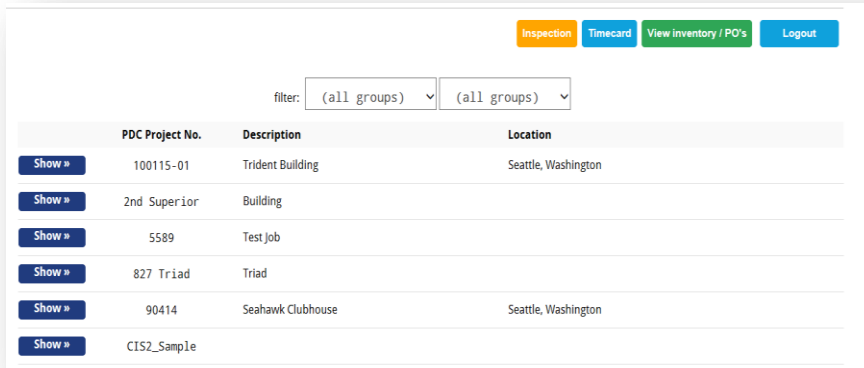 Inspection Timecard View inventory / PO's Logout
filter: (all groups) (all groups)
PDC Project No. Description Location
Show » 100115-01 Trident Building Seattle, Washington
Show » 2nd Superior Building
Show » 5589 Test Job
Show » 827 Triad Triad
Show » 90414 Seahawk Clubhouse Seattle, Washington
Show » CIS2_Sample